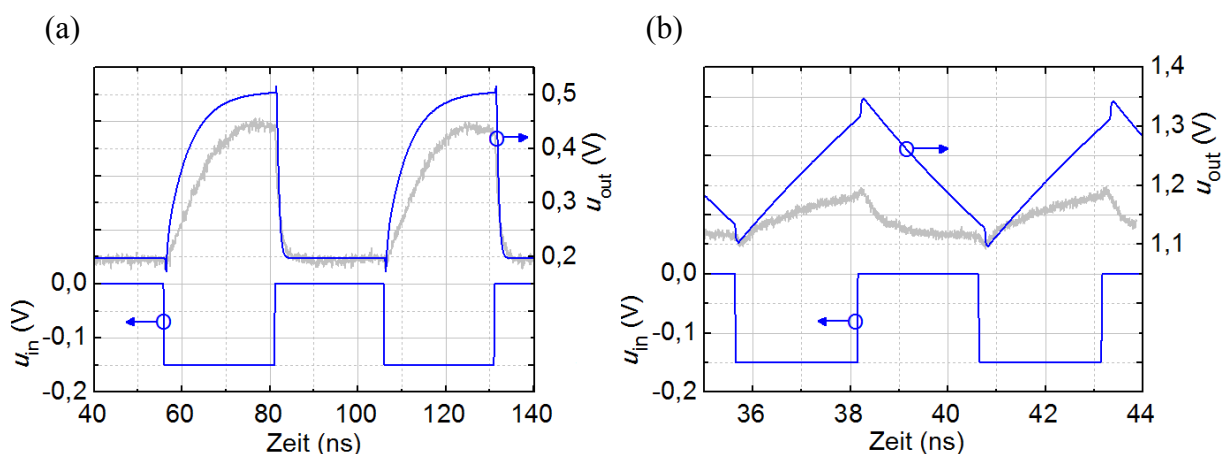 (a)
0,5
0,4
0,3
0,2
u_out (V)
0,0
-0,1
-0,2
u_in (V)
40 60 80 100 120 140
Zeit (ns)
(b)
1,4
1,3
1,2
1,1
u_out (V)
0,0
-0,1
-0,2
u_in (V)
36 38 40 42 44
Zeit (ns)